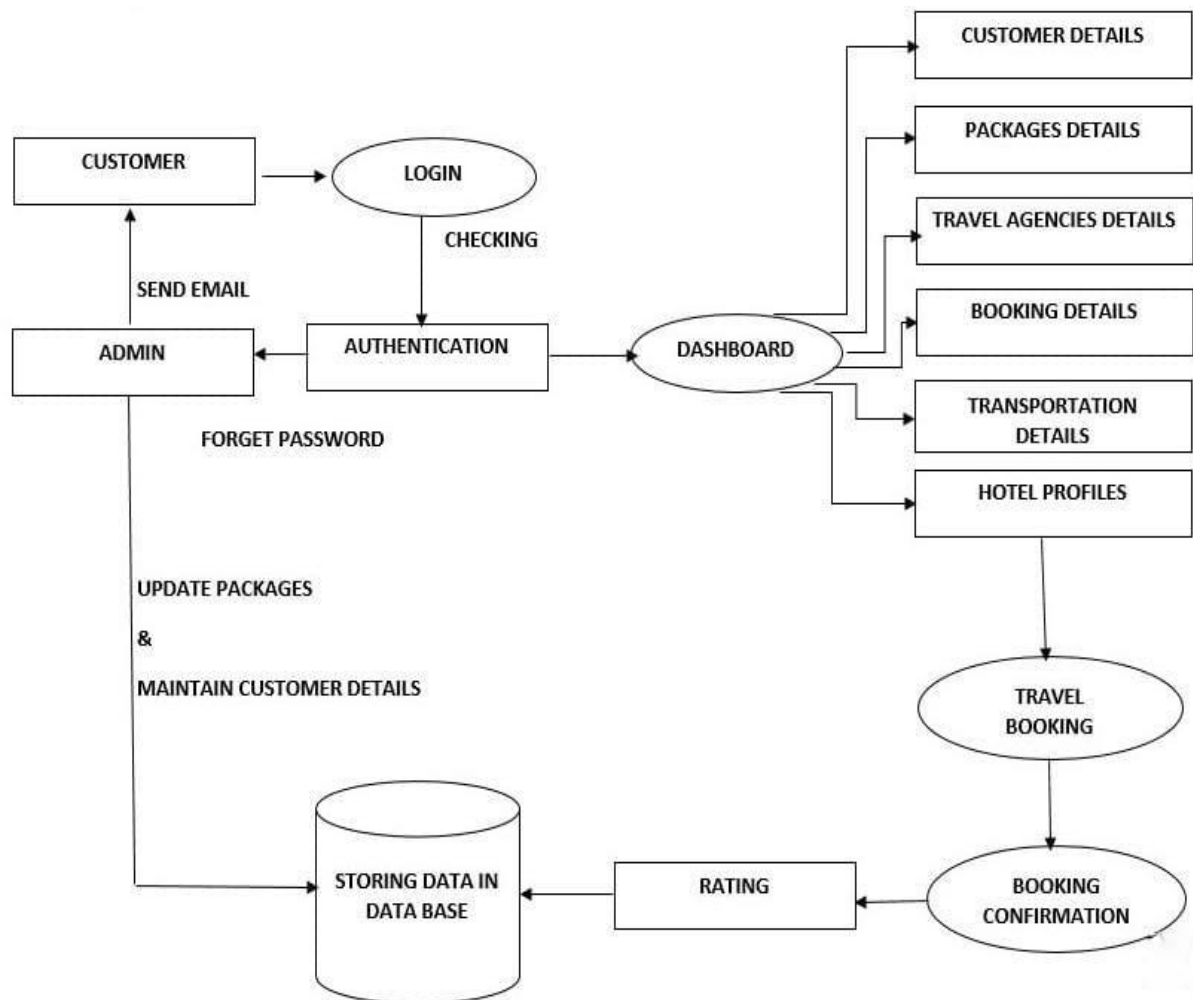 CUSTOMER DETAILS
PACKAGES DETAILS
CUSTOMER
LOGIN
TRAVEL AGENCIES DETAILS
CHECKING
SEND EMAIL
BOOKING DETAILS
ADMIN
AUTHENTICATION
DASHBOARD
TRANSPORTATION
DETAILS
FORGET PASSWORD
HOTEL PROFILES
UPDATE PACKAGES
&
MAINTAIN CUSTOMER DETAILS
TRAVEL
BOOKING
STORING DATA IN
DATA BASE
RATING
BOOKING
CONFIRMATION